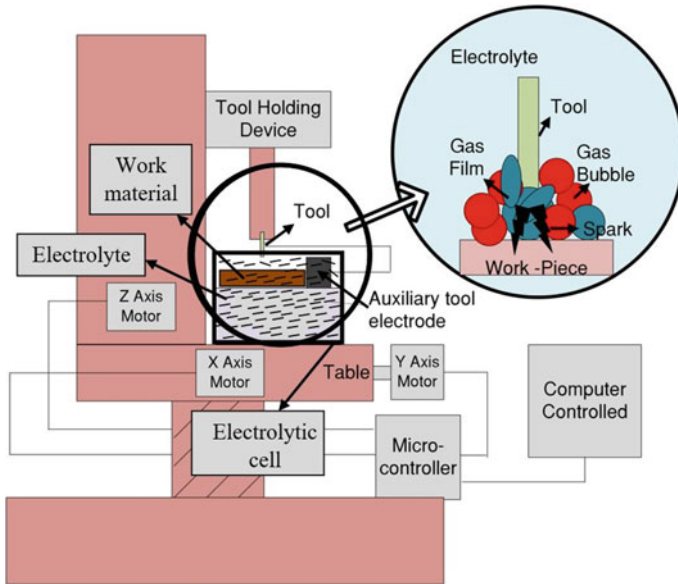 Electrolyte
Tool
Gas
Film
Gas
Bubble
Spark
Work -Piece
Tool Holding
Device
Work
material
Tool
Electrolyte
Auxiliary tool
electrode
Z Axis
Motor
X Axis
Motor
Table
Y Axis
Motor
Computer
Controlled
Electrolytic
cell
Micro-
controller